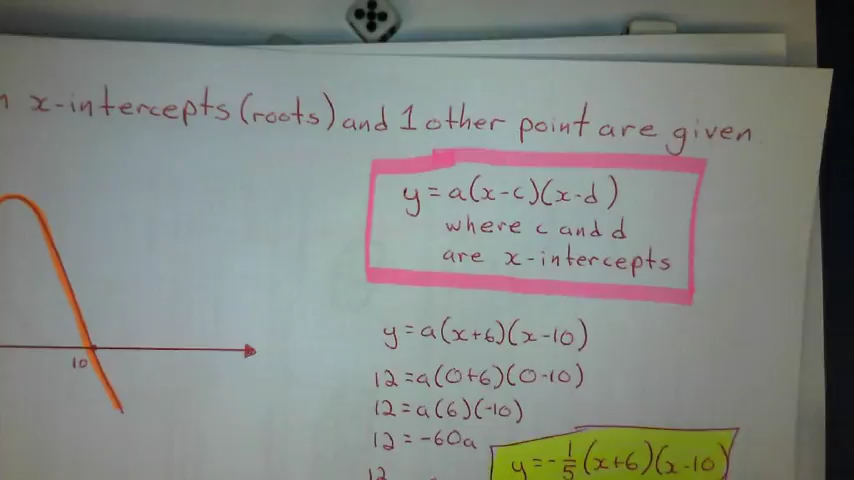 x-intercepts (roots) and 1 other point are given
y=a(x-c)(x-d)
where c and d
are x-intercepts
10
y=a(x+6)(x-10)
12=a(0+6)(0-10)
12=a(6)(-10)
12=-60a
12
y=-1/5(x+6)(x-10)